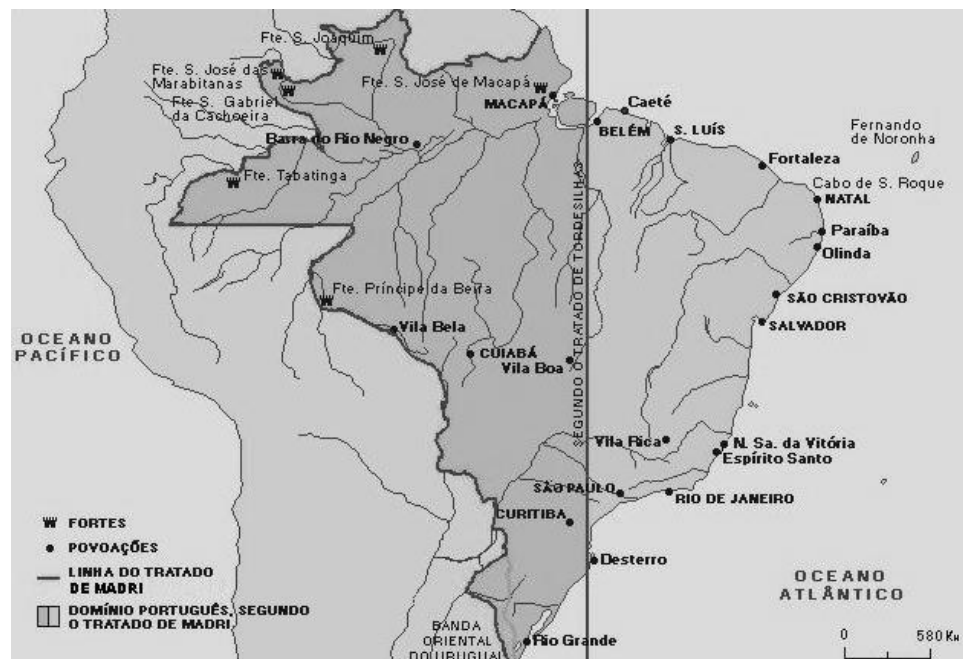 Fte. S. Joaquim
Fte. S. José das
Marabitanas
Fte S. Gabriel
da Cachoeira
Fte. S. José de Macapá
MACAPÁ
Caeté
BELÉM
S. LUÍS
Fernando
de Noronha
Barra do Rio Negro
Fortaleza
Fte. Tabatinga
Cabo de S. Roque
NATAL
Paraíba
Olinda
SEGUNDO O TRATADO DE TORDESILHAS
Fte. Príncipe da Beira
SÃO CRISTOVÃO
Vila Bela
SALVADOR
OCEANO
PACÍFICO
CUIABÁ
Vila Boa
Vila Rica
N. Sa. da Vitória
Espírito Santo
SÃO PAULO
RIO DE JANEIRO
CURITIBA
Desterro
OCEANO
ATLÂNTICO
BANDA
ORIENTAL
DO URUGUAI
Rio Grande
FORTES
POVOAÇÕES
LINHA DO TRATADO
DE MADRI
DOMÍNIO PORTUGUÊS, SEGUNDO
O TRATADO DE MADRI
0 580 KM